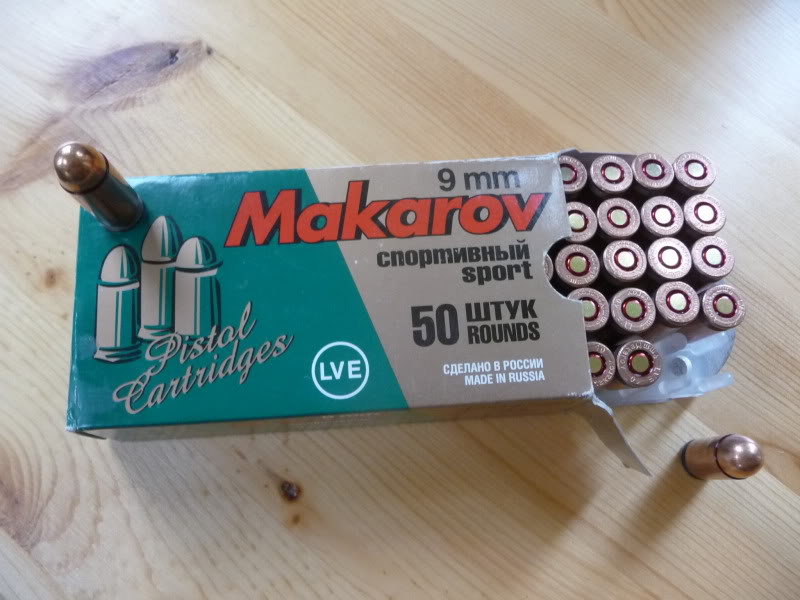 9 mm
Makarov
спортивный
sport
50 ШТУК
ROUNDS
Pistol
Cartridges
LVE
СДЕЛАНО В РОССИИ
MADE IN RUSSIA